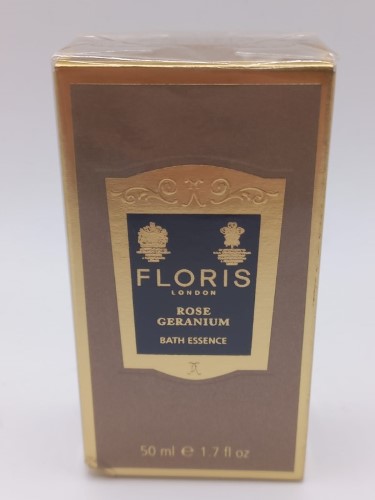 FLORIS
LONDON
ROSE
GERANIUM
BATH ESSENCE
50 ml ℮ 1.7 fl oz